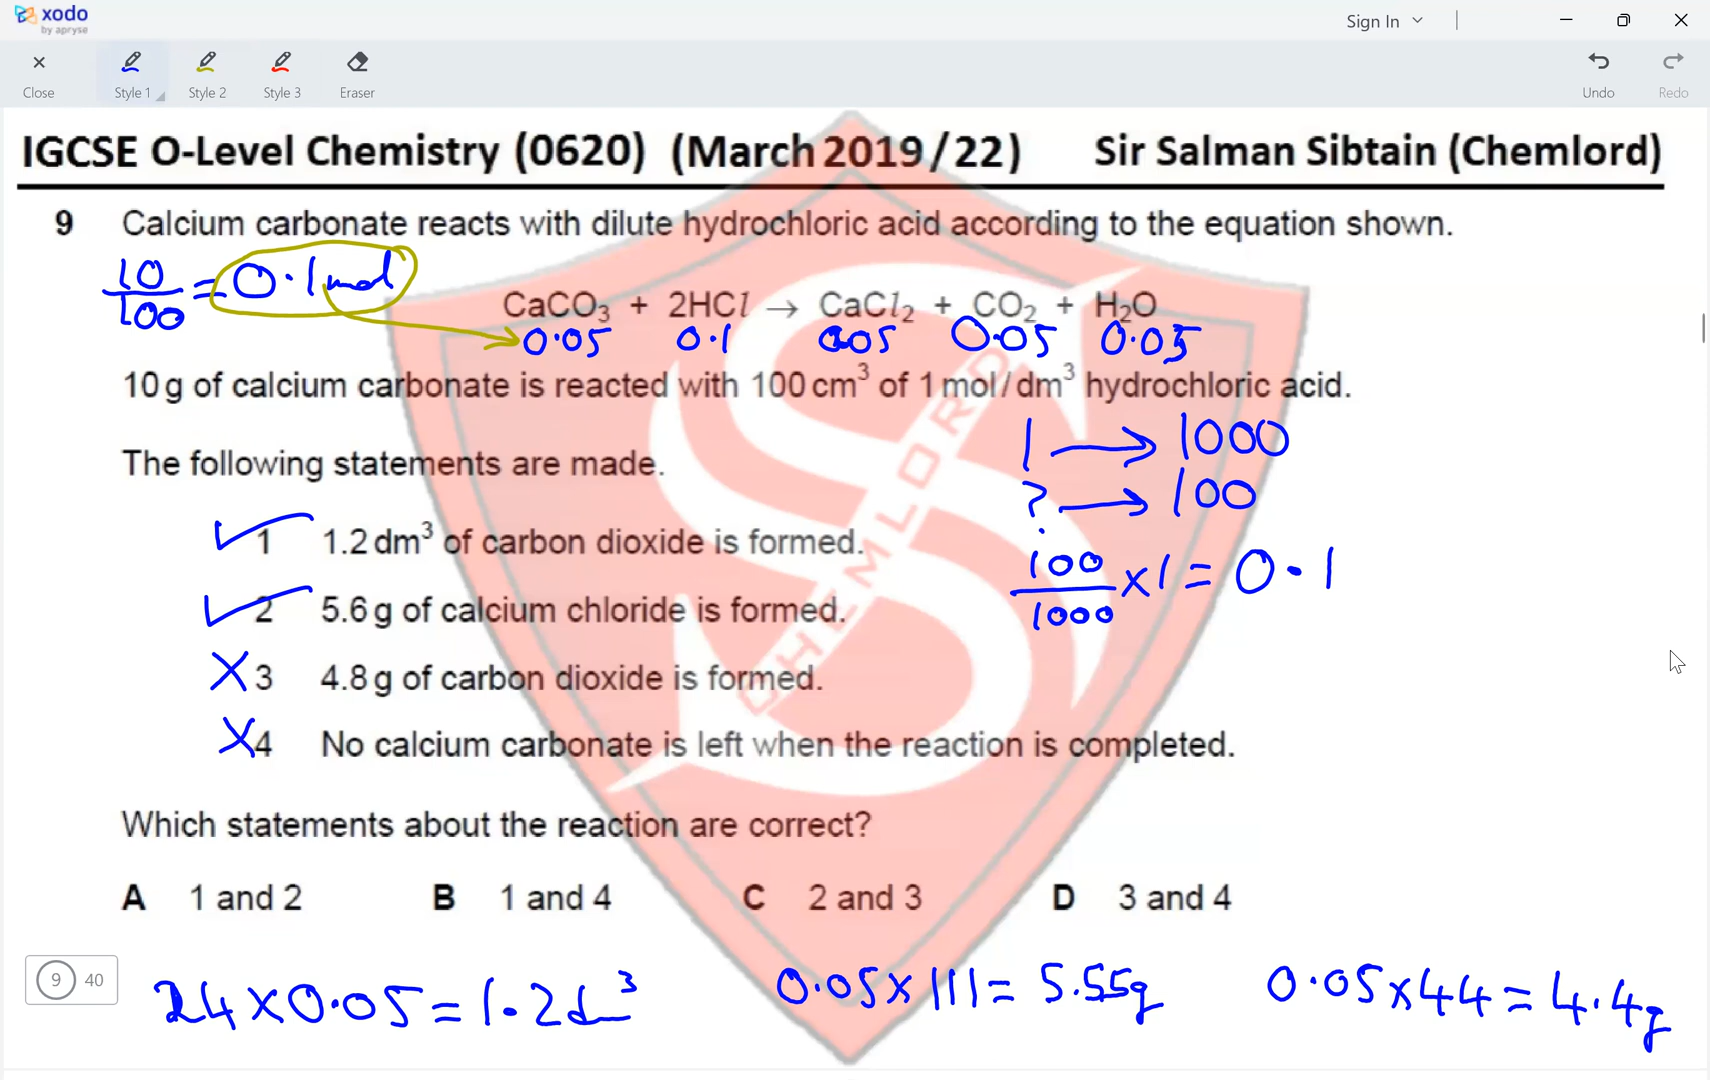 xodo
by apryse
Sign In
Close
Style 1
Style 2
Style 3
Eraser
Undo
Redo
IGCSE O-Level Chemistry (0620) (March 2019/22) Sir Salman Sibtain (Chemlord)
9 Calcium carbonate reacts with dilute hydrochloric acid according to the equation shown.
10/100 = 0.1 mol
CaCO₃ + 2HCl → CaCl₂ + CO₂ + H₂O
0.05 0.1 0.05 0.05 0.05
10 g of calcium carbonate is reacted with 100 cm³ of 1 mol/dm³ hydrochloric acid.
1 → 1000
The following statements are made.
? → 100
✓ 1 1.2 dm³ of carbon dioxide is formed.
100/1000 × 1 = 0.1
✓ 2 5.6 g of calcium chloride is formed.
X 3 4.8 g of carbon dioxide is formed.
X 4 No calcium carbonate is left when the reaction is completed.
CHEMLORD
Which statements about the reaction are correct?
A 1 and 2 B 1 and 4 C 2 and 3 D 3 and 4
9 40
24 × 0.05 = 1.2 dm³
0.05 × 111 = 5.55g
0.05 × 44 = 4.4g